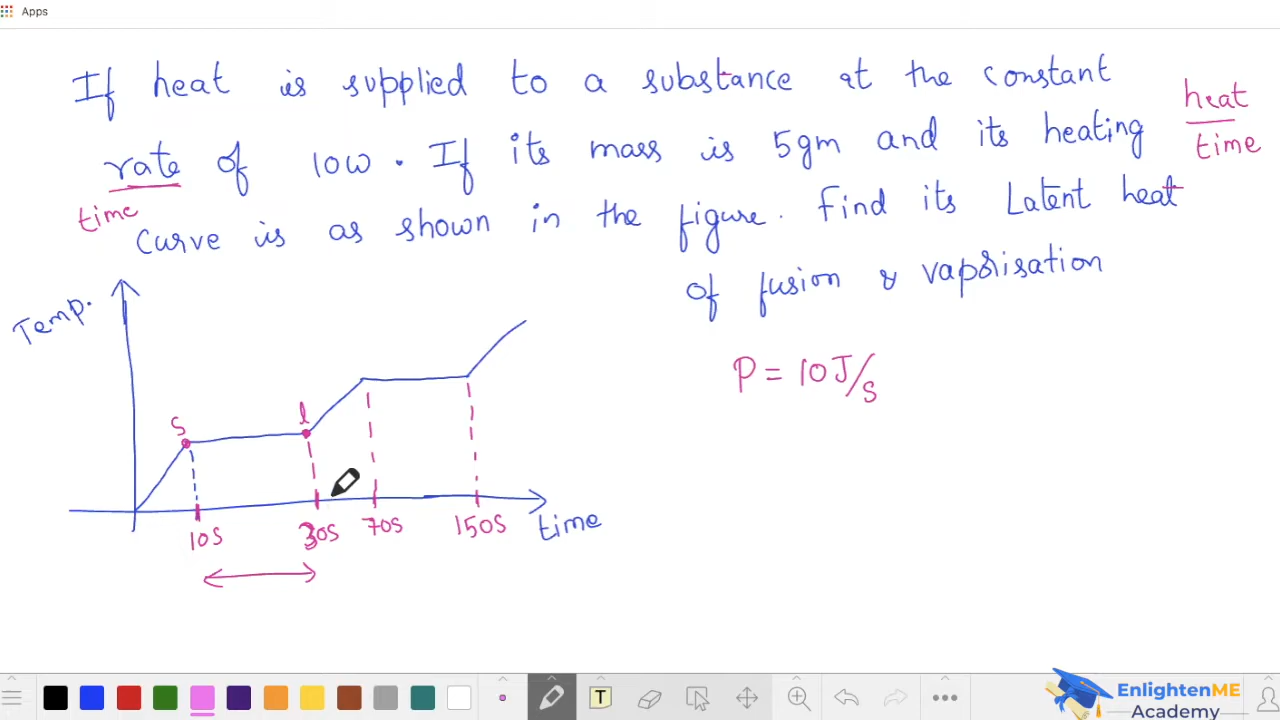 Apps
If heat is supplied to a substance at the constant
rate of 10W. If its mass is 5gm and its heating
heat
time
time
Curve is as shown in the figure. Find its Latent heat
of fusion & vaporisation
Temp.
P = 10J/s
S
l
10S
30S
70S
150S
time
T
EnlightenME
Academy